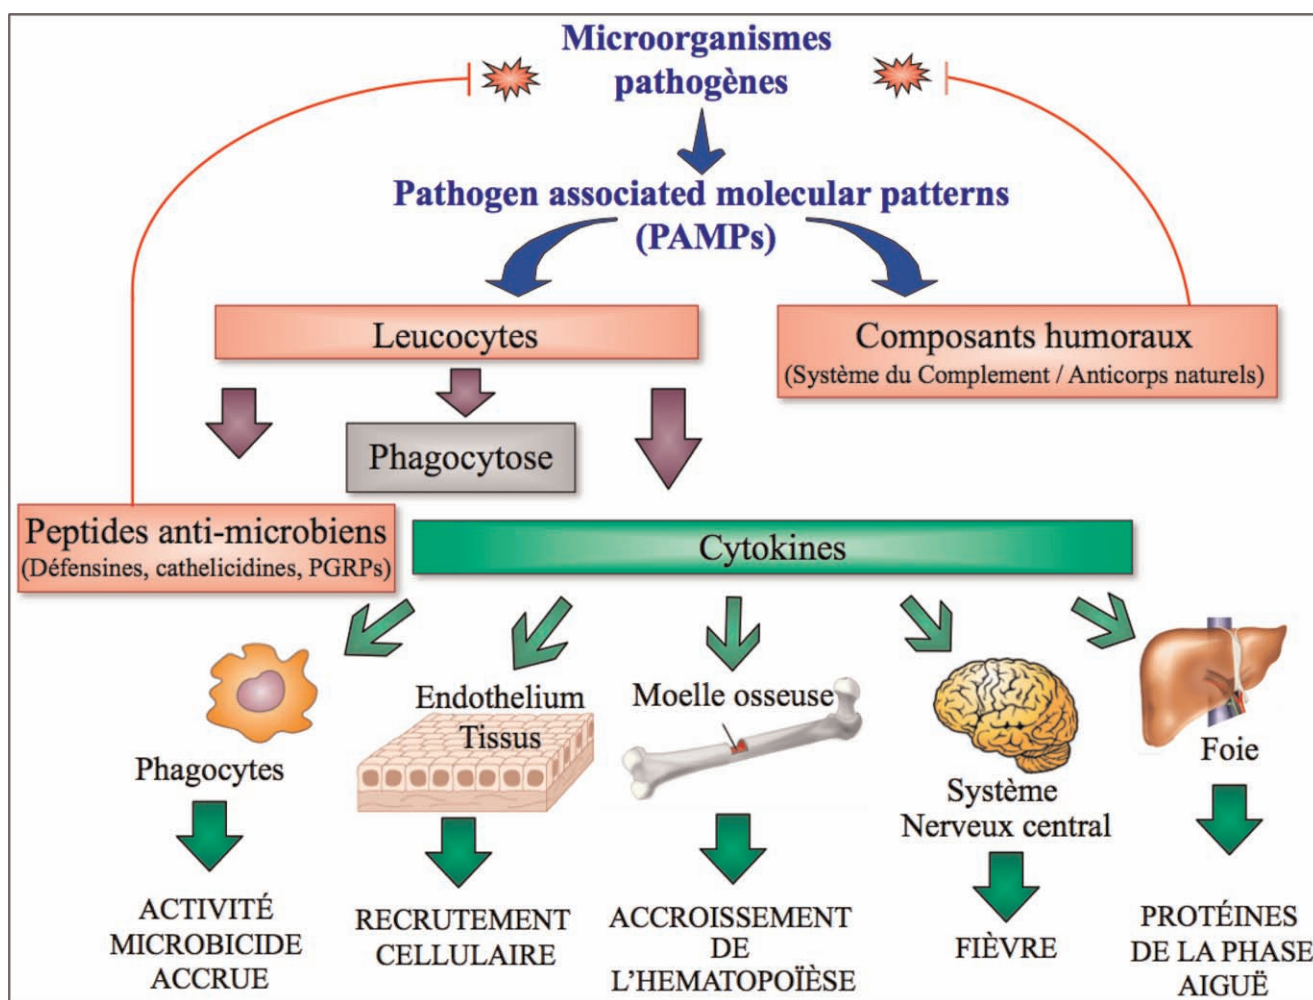 Microorganismes
pathogènes
Pathogen associated molecular patterns
(PAMPs)
Leucocytes
Composants humoraux
(Système du Complement / Anticorps naturels)
Phagocytose
Peptides anti-microbiens
(Défensines, cathelicidines, PGRPs)
Cytokines
Phagocytes
Endothelium
Tissus
Moelle osseuse
Système
Nerveux central
Foie
ACTIVITÉ
MICROBICIDE
ACCRUE
RECRUTEMENT
CELLULAIRE
ACCROISSEMENT
DE
L'HEMATOPOÏÈSE
FIÈVRE
PROTÉINES
DE LA PHASE
AIGUË